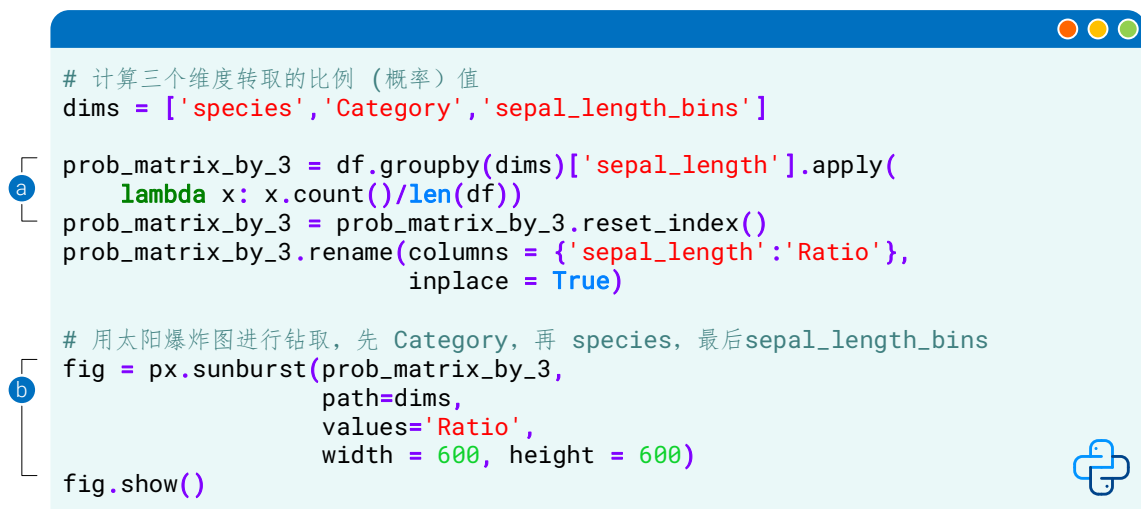 # 计算三个维度转取的比例 (概率）值
dims = ['species','Category','sepal_length_bins']
prob_matrix_by_3 = df.groupby(dims)['sepal_length'].apply(
a
lambda x: x.count()/len(df))
prob_matrix_by_3 = prob_matrix_by_3.reset_index()
prob_matrix_by_3.rename(columns = {'sepal_length':'Ratio'},
inplace = True)
# 用太阳爆炸图进行钻取，先 Category，再 species，最后sepal_length_bins
fig = px.sunburst(prob_matrix_by_3,
b
path=dims,
values='Ratio',
width = 600, height = 600)
fig.show()